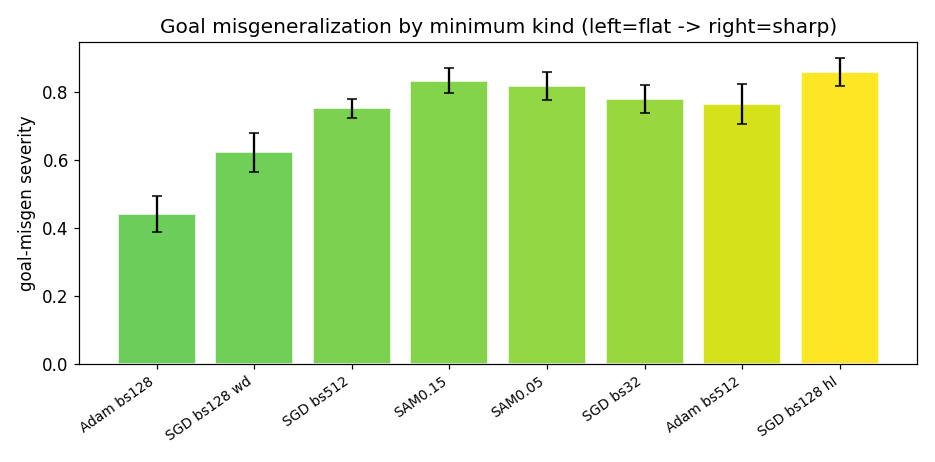 Goal misgeneralization by minimum kind (left=flat -> right=sharp)
goal-misgen severity
0.8
0.6
0.4
0.2
0.0
Adam bs128
SGD bs128 wd
SGD bs512
SAM0.15
SAM0.05
SGD bs32
Adam bs512
SGD bs128 hl